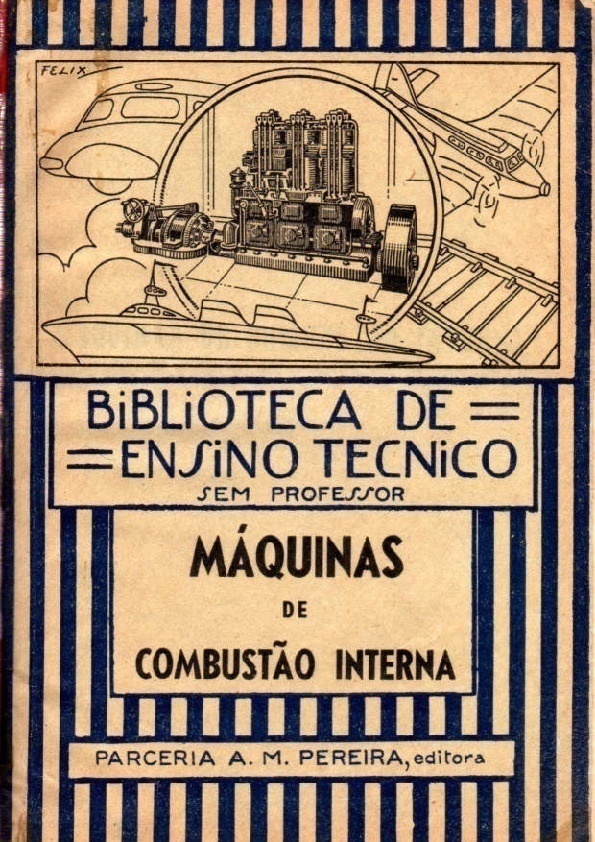 FELIX
BiBLiOTECA DE
ENSiNO TECNiCO
SEM PROFESSOR
MÁQUINAS
DE
COMBUSTÃO INTERNA
PARCERIA A. M. PEREIRA, editora